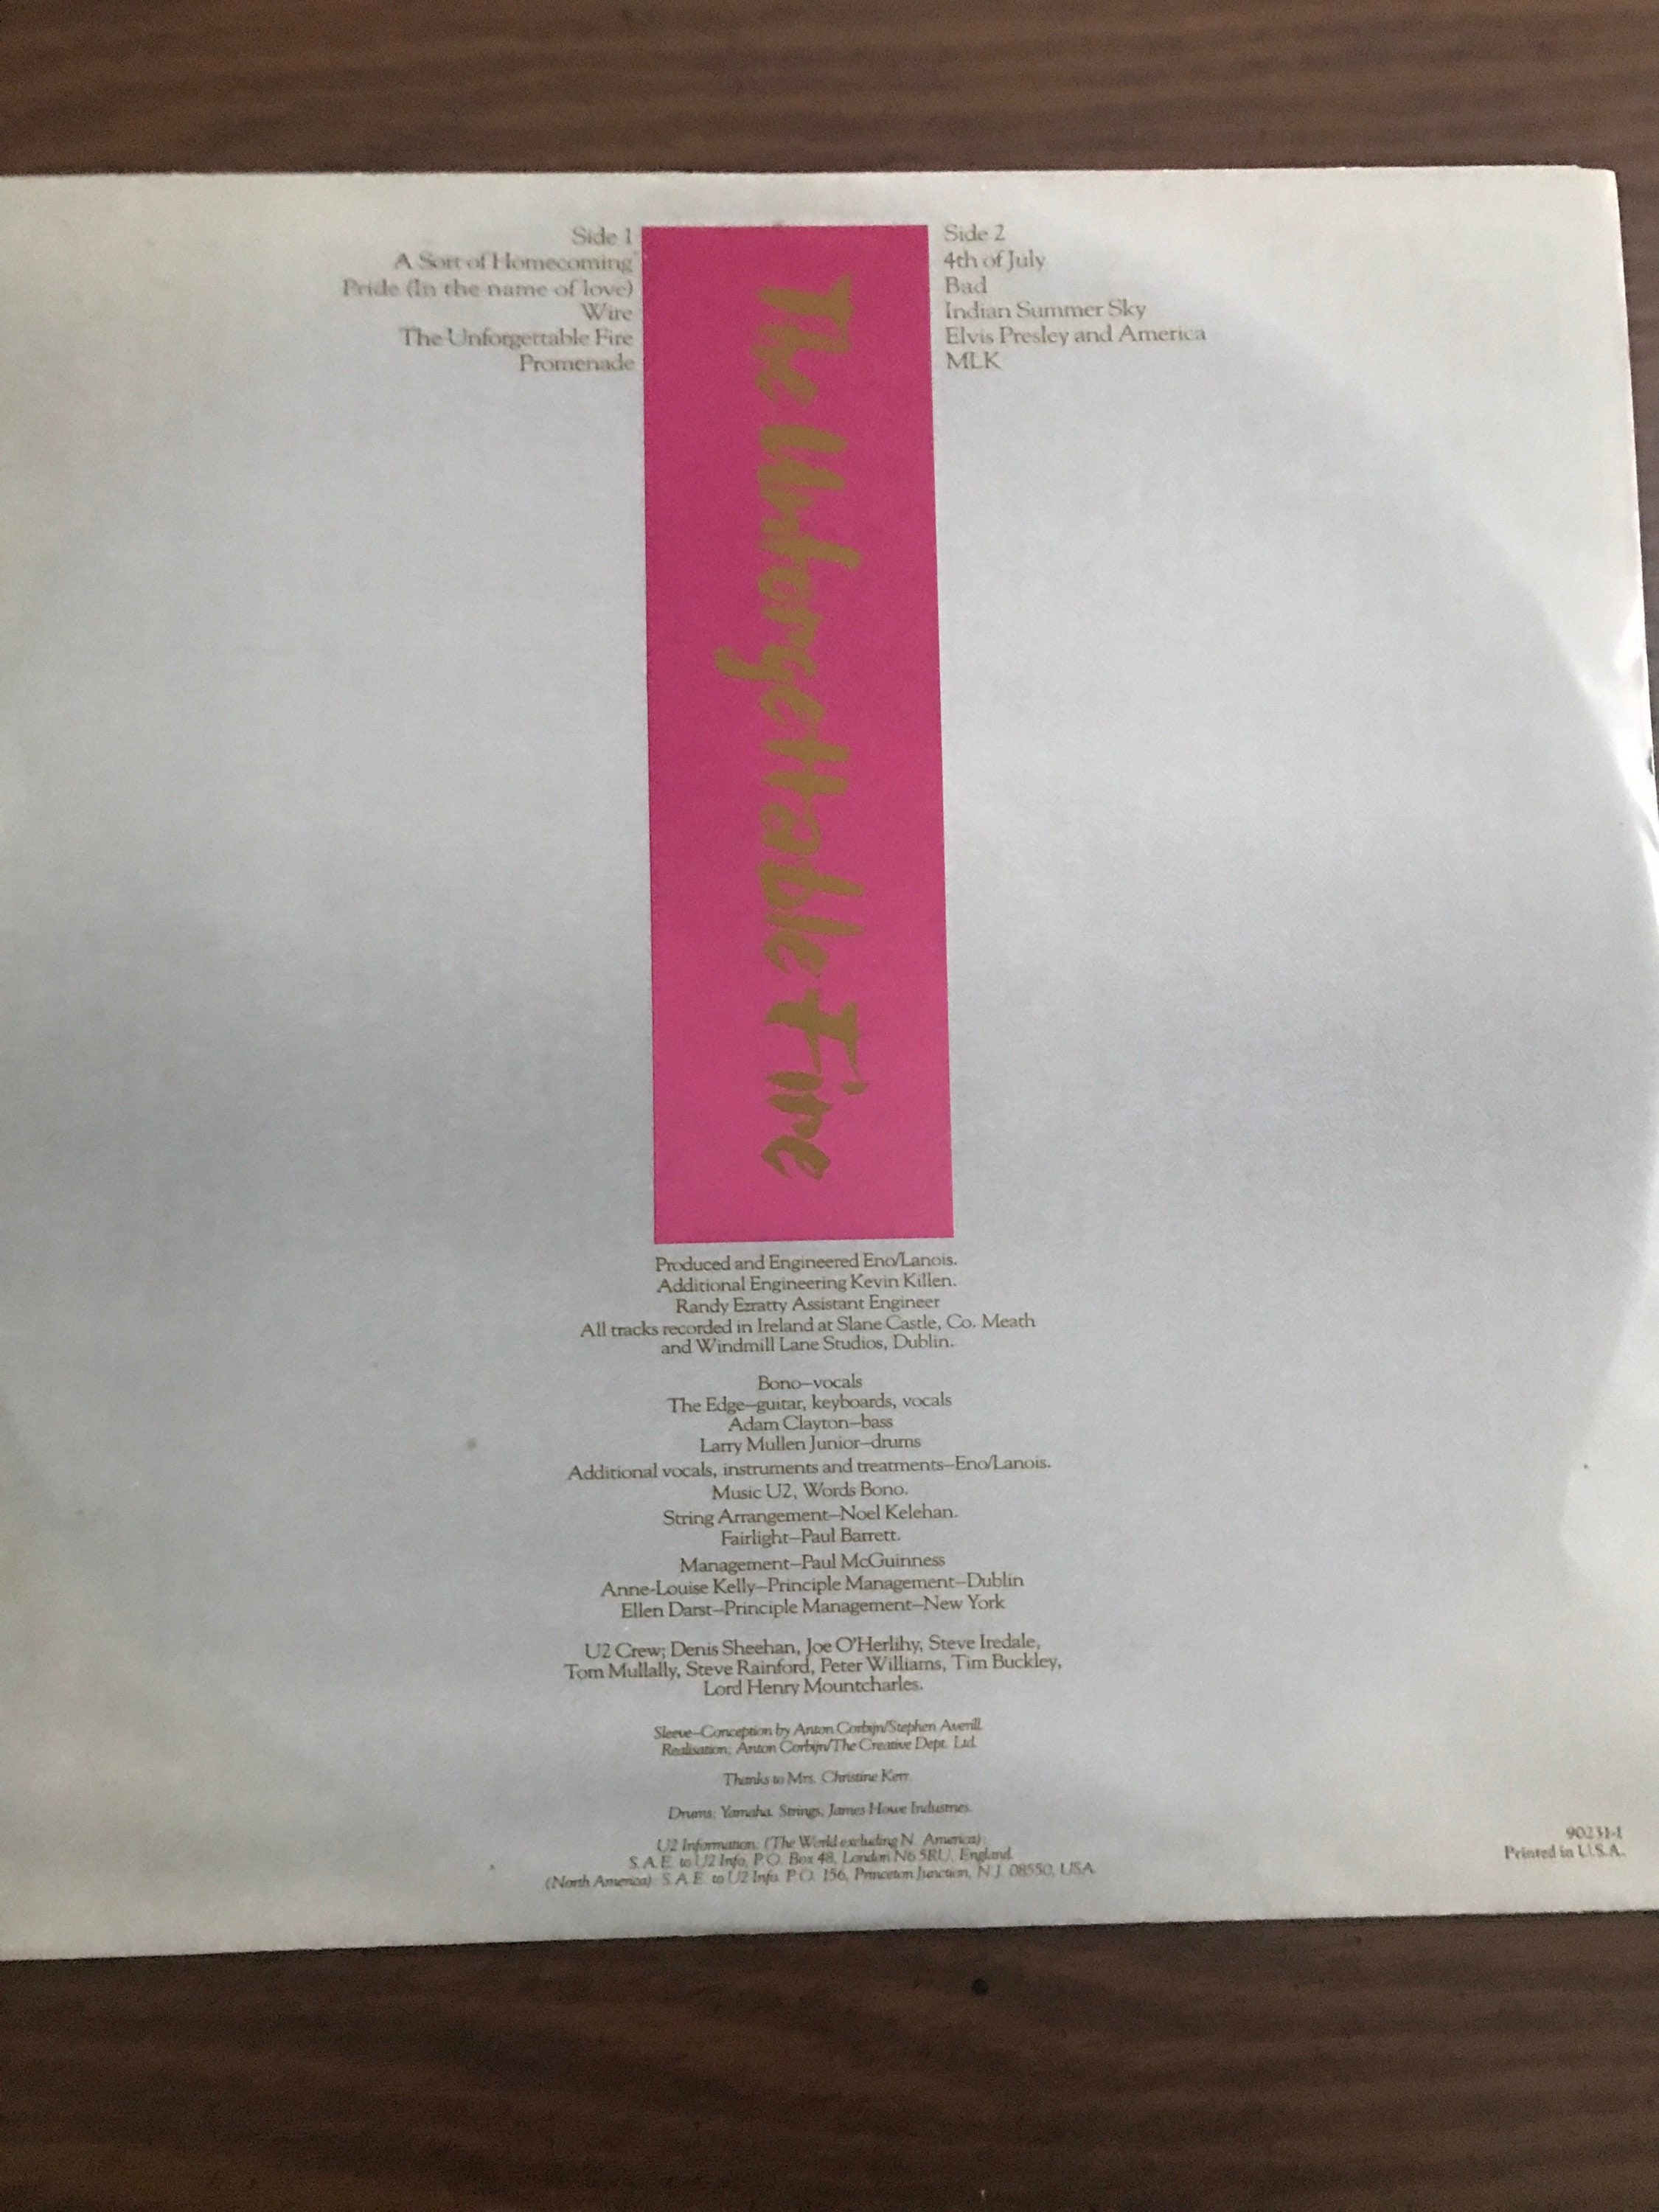 Side 1
A Sort of Homecoming
Pride (In the name of love)
Wire
The Unforgettable Fire
Promenade
Side 2
4th of July
Bad
Indian Summer Sky
Elvis Presley and America
MLK
The Unforgettable Fire
Produced and Engineered Eno/Lanois.
Additional Engineering Kevin Killen.
Randy Ezratty Assistant Engineer
All tracks recorded in Ireland at Slane Castle, Co. Meath
and Windmill Lane Studios, Dublin.
Bono–vocals
The Edge–guitar, keyboards, vocals
Adam Clayton–bass
Larry Mullen Junior–drums
Additional vocals, instruments and treatments–Eno/Lanois.
Music U2, Words Bono.
String Arrangement–Noel Kelehan.
Fairlight–Paul Barrett.
Management–Paul McGuinness
Anne-Louise Kelly–Principle Management–Dublin
Ellen Darst–Principle Management–New York
U2 Crew; Denis Sheehan, Joe O'Herlihy, Steve Iredale,
Tom Mullally, Steve Rainford, Peter Williams, Tim Buckley,
Lord Henry Mountcharles.
Sleeve–Conception by Anton Corbijn/Stephen Averill.
Realisation; Anton Corbijn/The Creative Dept. Ltd.
Thanks to Mrs. Christine Kerr.
Drums; Yamaha. Strings; James Howe Industries.
U2 Information; (The World excluding N. America);
S.A.E. to U2 Info, P.O. Box 48, London N6 5RU, England.
(North America); S.A.E. to U2 Info. P.O. 156, Princeton Junction, N.J. 08550, USA.
90231-1
Printed in U.S.A.